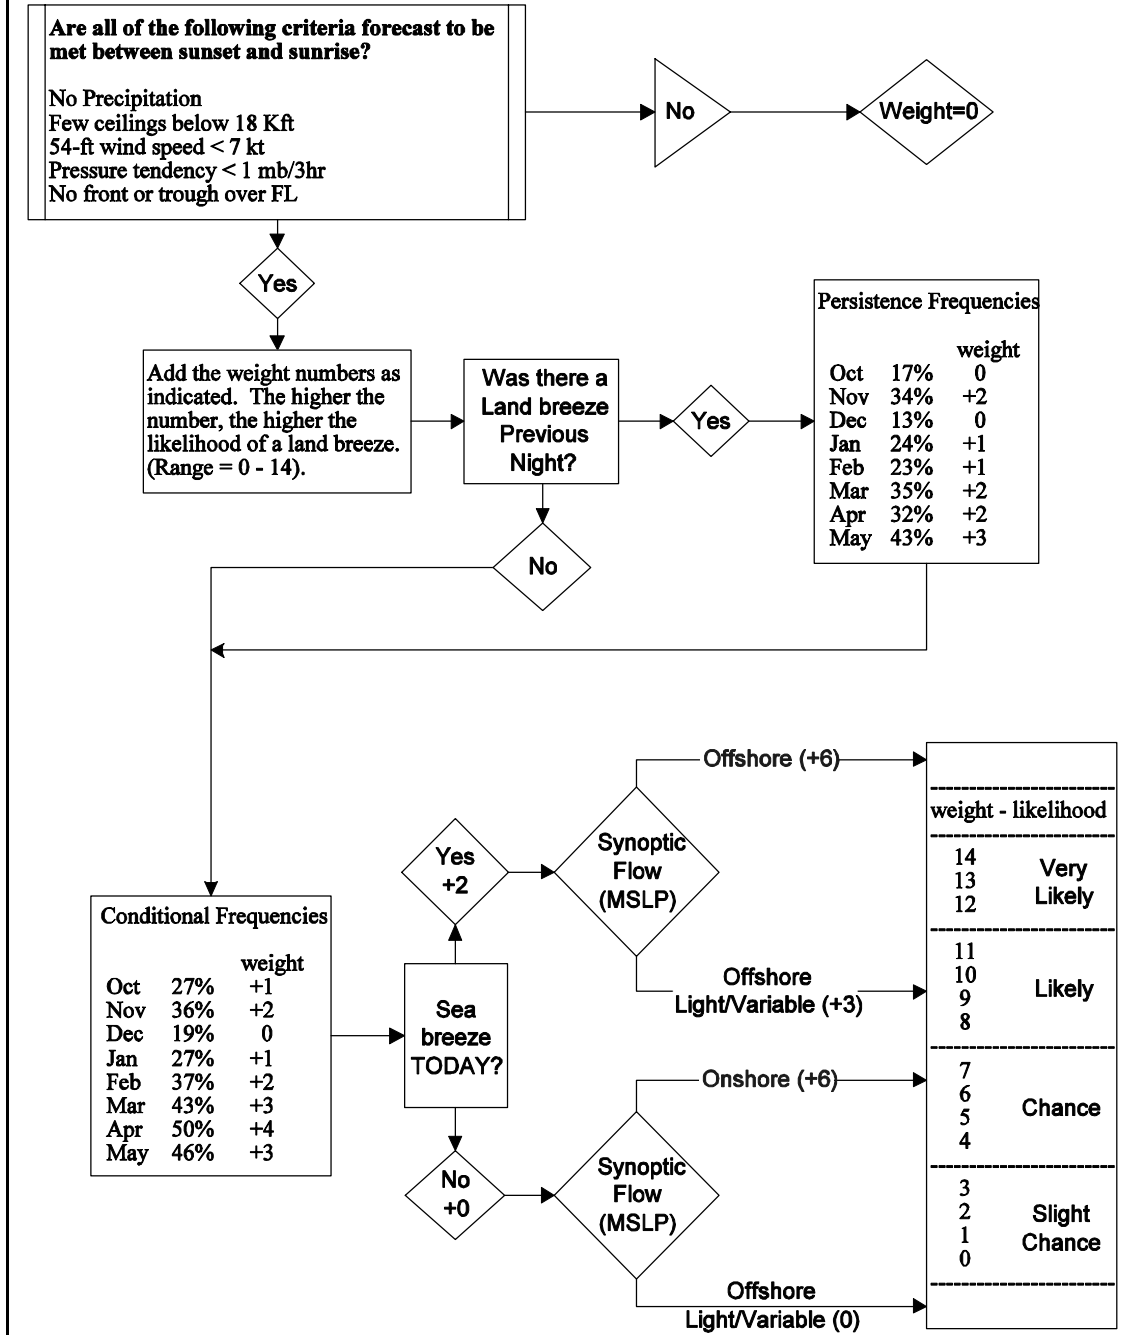 Are all of the following criteria forecast to be
met between sunset and sunrise?
No Precipitation
Few ceilings below 18 Kft
54-ft wind speed < 7 kt
Pressure tendency < 1 mb/3hr
No front or trough over FL
No
Weight=0
Yes
Add the weight numbers as
indicated. The higher the
number, the higher the
likelihood of a land breeze.
(Range = 0 - 14).
Was there a
Land breeze
Previous
Night?
Yes
No
Persistence Frequencies
weight
Oct 17% 0
Nov 34% +2
Dec 13% 0
Jan 24% +1
Feb 23% +1
Mar 35% +2
Apr 32% +2
May 43% +3
Conditional Frequencies
weight
Oct 27% +1
Nov 36% +2
Dec 19% 0
Jan 27% +1
Feb 37% +2
Mar 43% +3
Apr 50% +4
May 46% +3
Sea
breeze
TODAY?
Yes
+2
No
+0
Synoptic
Flow
(MSLP)
Offshore (+6)
Offshore
Light/Variable (+3)
Synoptic
Flow
(MSLP)
Onshore (+6)
Offshore
Light/Variable (0)
weight - likelihood
14
13
12
Very
Likely
11
10
9
8
Likely
7
6
5
4
Chance
3
2
1
0
Slight
Chance